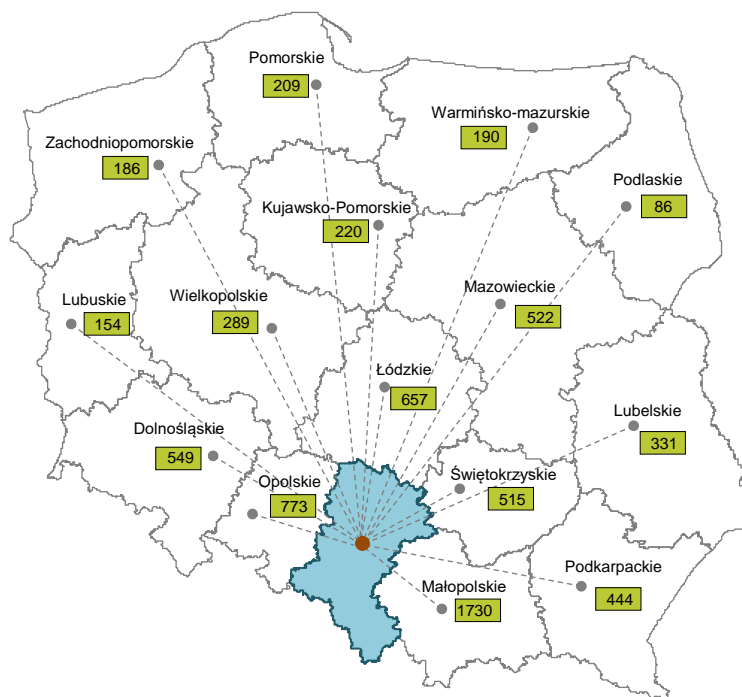 Pomorskie
209
Warmińsko-mazurskie
190
Zachodniopomorskie
186
Podlaskie
86
Kujawsko-Pomorskie
220
Mazowieckie
522
Wielkopolskie
289
Lubuskie
154
Łódzkie
657
Lubelskie
331
Dolnośląskie
549
Opolskie
773
Świętokrzyskie
515
Podkarpackie
444
Małopolskie
1730